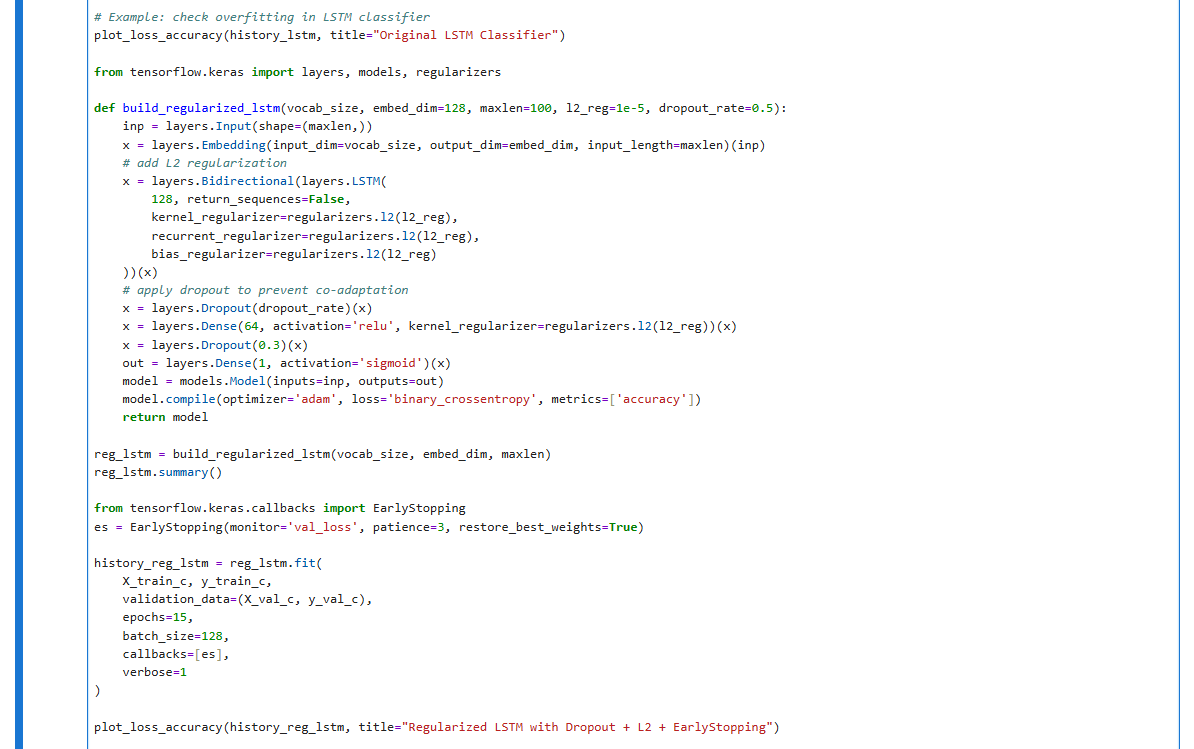 # Example: check overfitting in LSTM classifier
plot_loss_accuracy(history_lstm, title="Original LSTM Classifier")

from tensorflow.keras import layers, models, regularizers

def build_regularized_lstm(vocab_size, embed_dim=128, maxlen=100, l2_reg=1e-5, dropout_rate=0.5):
    inp = layers.Input(shape=(maxlen,))
    x = layers.Embedding(input_dim=vocab_size, output_dim=embed_dim, input_length=maxlen)(inp)
    # add L2 regularization
    x = layers.Bidirectional(layers.LSTM(
        128, return_sequences=False,
        kernel_regularizer=regularizers.l2(l2_reg),
        recurrent_regularizer=regularizers.l2(l2_reg),
        bias_regularizer=regularizers.l2(l2_reg)
    ))(x)
    # apply dropout to prevent co-adaptation
    x = layers.Dropout(dropout_rate)(x)
    x = layers.Dense(64, activation='relu', kernel_regularizer=regularizers.l2(l2_reg))(x)
    x = layers.Dropout(0.3)(x)
    out = layers.Dense(1, activation='sigmoid')(x)
    model = models.Model(inputs=inp, outputs=out)
    model.compile(optimizer='adam', loss='binary_crossentropy', metrics=['accuracy'])
    return model

reg_lstm = build_regularized_lstm(vocab_size, embed_dim, maxlen)
reg_lstm.summary()

from tensorflow.keras.callbacks import EarlyStopping
es = EarlyStopping(monitor='val_loss', patience=3, restore_best_weights=True)

history_reg_lstm = reg_lstm.fit(
    X_train_c, y_train_c,
    validation_data=(X_val_c, y_val_c),
    epochs=15,
    batch_size=128,
    callbacks=[es],
    verbose=1
)

plot_loss_accuracy(history_reg_lstm, title="Regularized LSTM with Dropout + L2 + EarlyStopping")